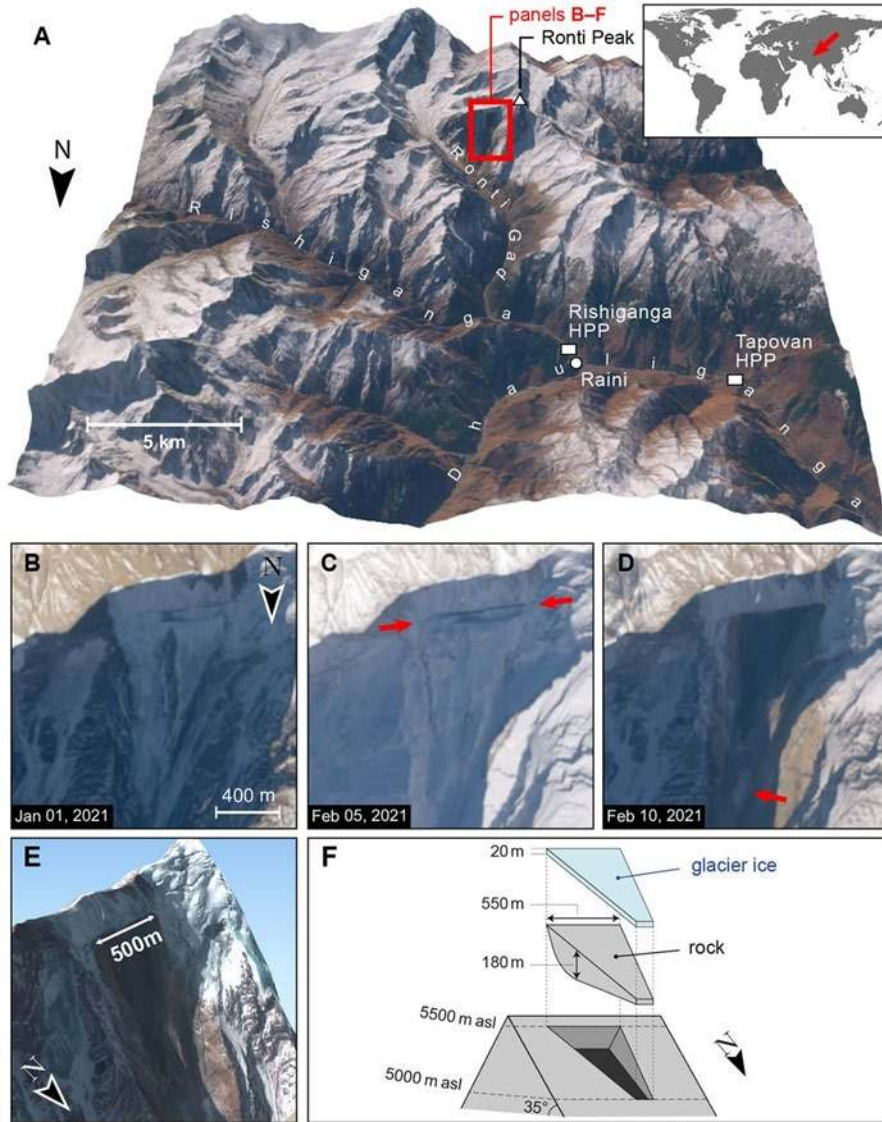 A
panels B–F
Ronti Peak
N
Ronti Gad
Rishiganga
Rishiganga
HPP
Tapovan
HPP
Raini
Dhauliganga
5 km
B
N
Jan 01, 2021
400 m
C
Feb 05, 2021
D
Feb 10, 2021
E
500m
N
F
20 m
glacier ice
550 m
rock
180 m
5500 m asl
5000 m asl
35°
N